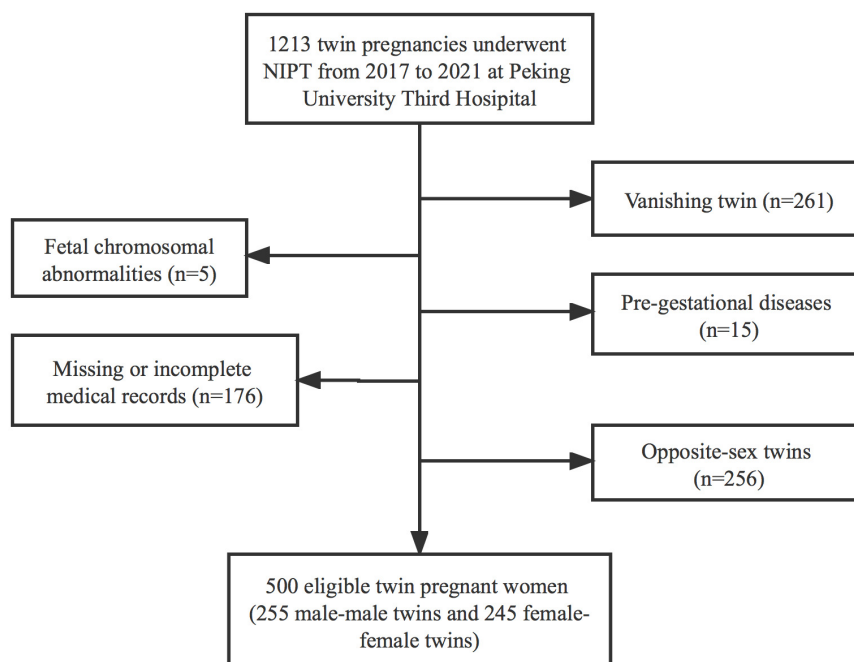 1213 twin pregnancies underwent
NIPT from 2017 to 2021 at Peking
University Third Hosipital
Vanishing twin (n=261)
Fetal chromosomal
abnormalities (n=5)
Pre-gestational diseases
(n=15)
Missing or incomplete
medical records (n=176)
Opposite-sex twins
(n=256)
500 eligible twin pregnant women
(255 male-male twins and 245 female-
female twins)